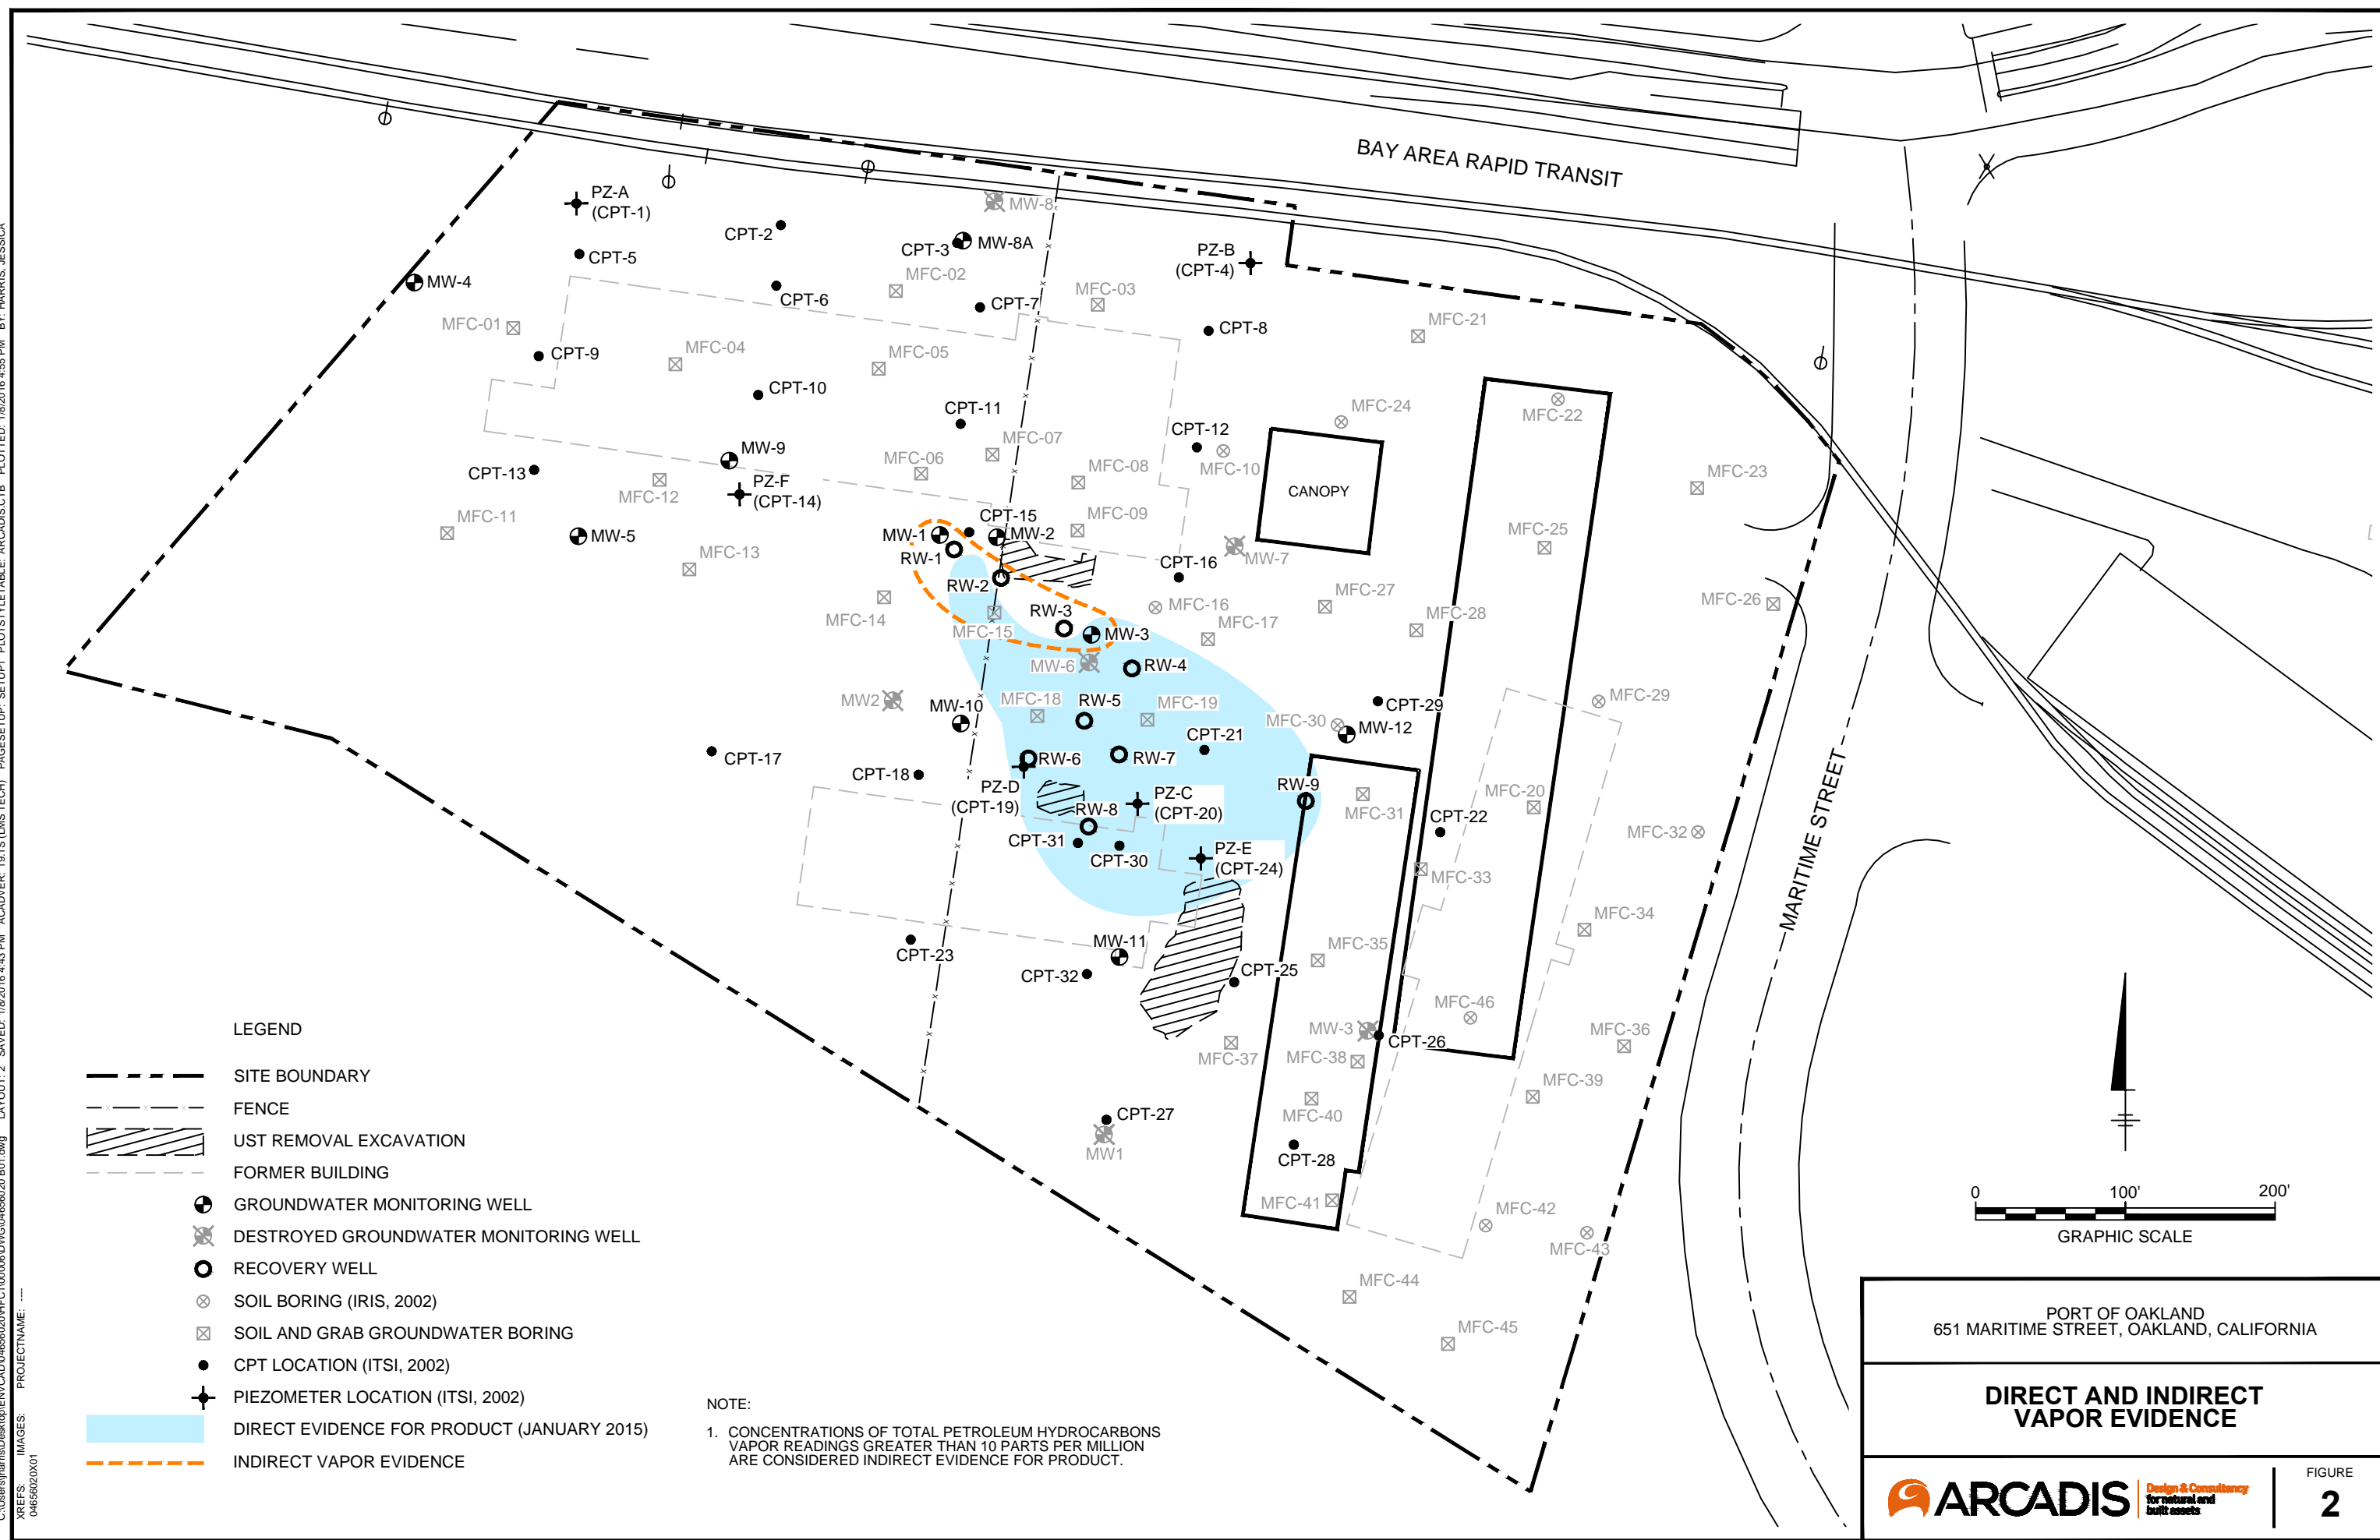 BAY AREA RAPID TRANSIT
PZ-A
(CPT-1)
CPT-2
MW-8
CPT-3
MW-8A
PZ-B
(CPT-4)
CPT-5
MW-4
CPT-6
MFC-02
CPT-7
MFC-03
CPT-8
MFC-21
MFC-01
CPT-9
MFC-04
MFC-05
CPT-10
CPT-11
MFC-24
MFC-22
MFC-07
CPT-12
MFC-10
MW-9
CPT-13
MFC-06
MFC-08
CANOPY
MFC-23
MFC-12
PZ-F
(CPT-14)
MFC-11
CPT-15
MFC-09
MW-5
MW-1
MW-2
MFC-25
MFC-13
RW-1
MW-7
CPT-16
RW-2
MFC-27
MFC-26
MFC-14
RW-3
MFC-16
MFC-15
MW-3
MFC-17
MFC-28
MW-6
RW-4
MW2
MW-10
MFC-18
RW-5
MFC-19
CPT-29
MFC-29
MFC-30
MW-12
CPT-21
CPT-17
CPT-18
RW-6
RW-7
PZ-D
(CPT-19)
PZ-C
(CPT-20)
RW-8
RW-9
MFC-31
MFC-20
CPT-22
MFC-32
MARITIME STREET
CPT-31
CPT-30
PZ-E
(CPT-24)
MFC-33
MFC-34
CPT-23
MW-11
MFC-35
CPT-32
CPT-25
MFC-46
MFC-37
MW-3
CPT-26
MFC-36
MFC-38
MFC-39
MFC-40
CPT-27
MW1
CPT-28
MFC-41
MFC-42
MFC-43
MFC-44
MFC-45
LEGEND
SITE BOUNDARY
FENCE
UST REMOVAL EXCAVATION
FORMER BUILDING
GROUNDWATER MONITORING WELL
DESTROYED GROUNDWATER MONITORING WELL
RECOVERY WELL
SOIL BORING (IRIS, 2002)
SOIL AND GRAB GROUNDWATER BORING
CPT LOCATION (ITSI, 2002)
PIEZOMETER LOCATION (ITSI, 2002)
DIRECT EVIDENCE FOR PRODUCT (JANUARY 2015)
INDIRECT VAPOR EVIDENCE
NOTE:
1. CONCENTRATIONS OF TOTAL PETROLEUM HYDROCARBONS
VAPOR READINGS GREATER THAN 10 PARTS PER MILLION
ARE CONSIDERED INDIRECT EVIDENCE FOR PRODUCT.
0 100' 200'
GRAPHIC SCALE
PORT OF OAKLAND
651 MARITIME STREET, OAKLAND, CALIFORNIA
DIRECT AND INDIRECT
VAPOR EVIDENCE
ARCADIS
Design & Consultancy
for natural and
built assets
FIGURE
2
XREFS: IMAGES: PROJECTNAME: ----
04656020X01